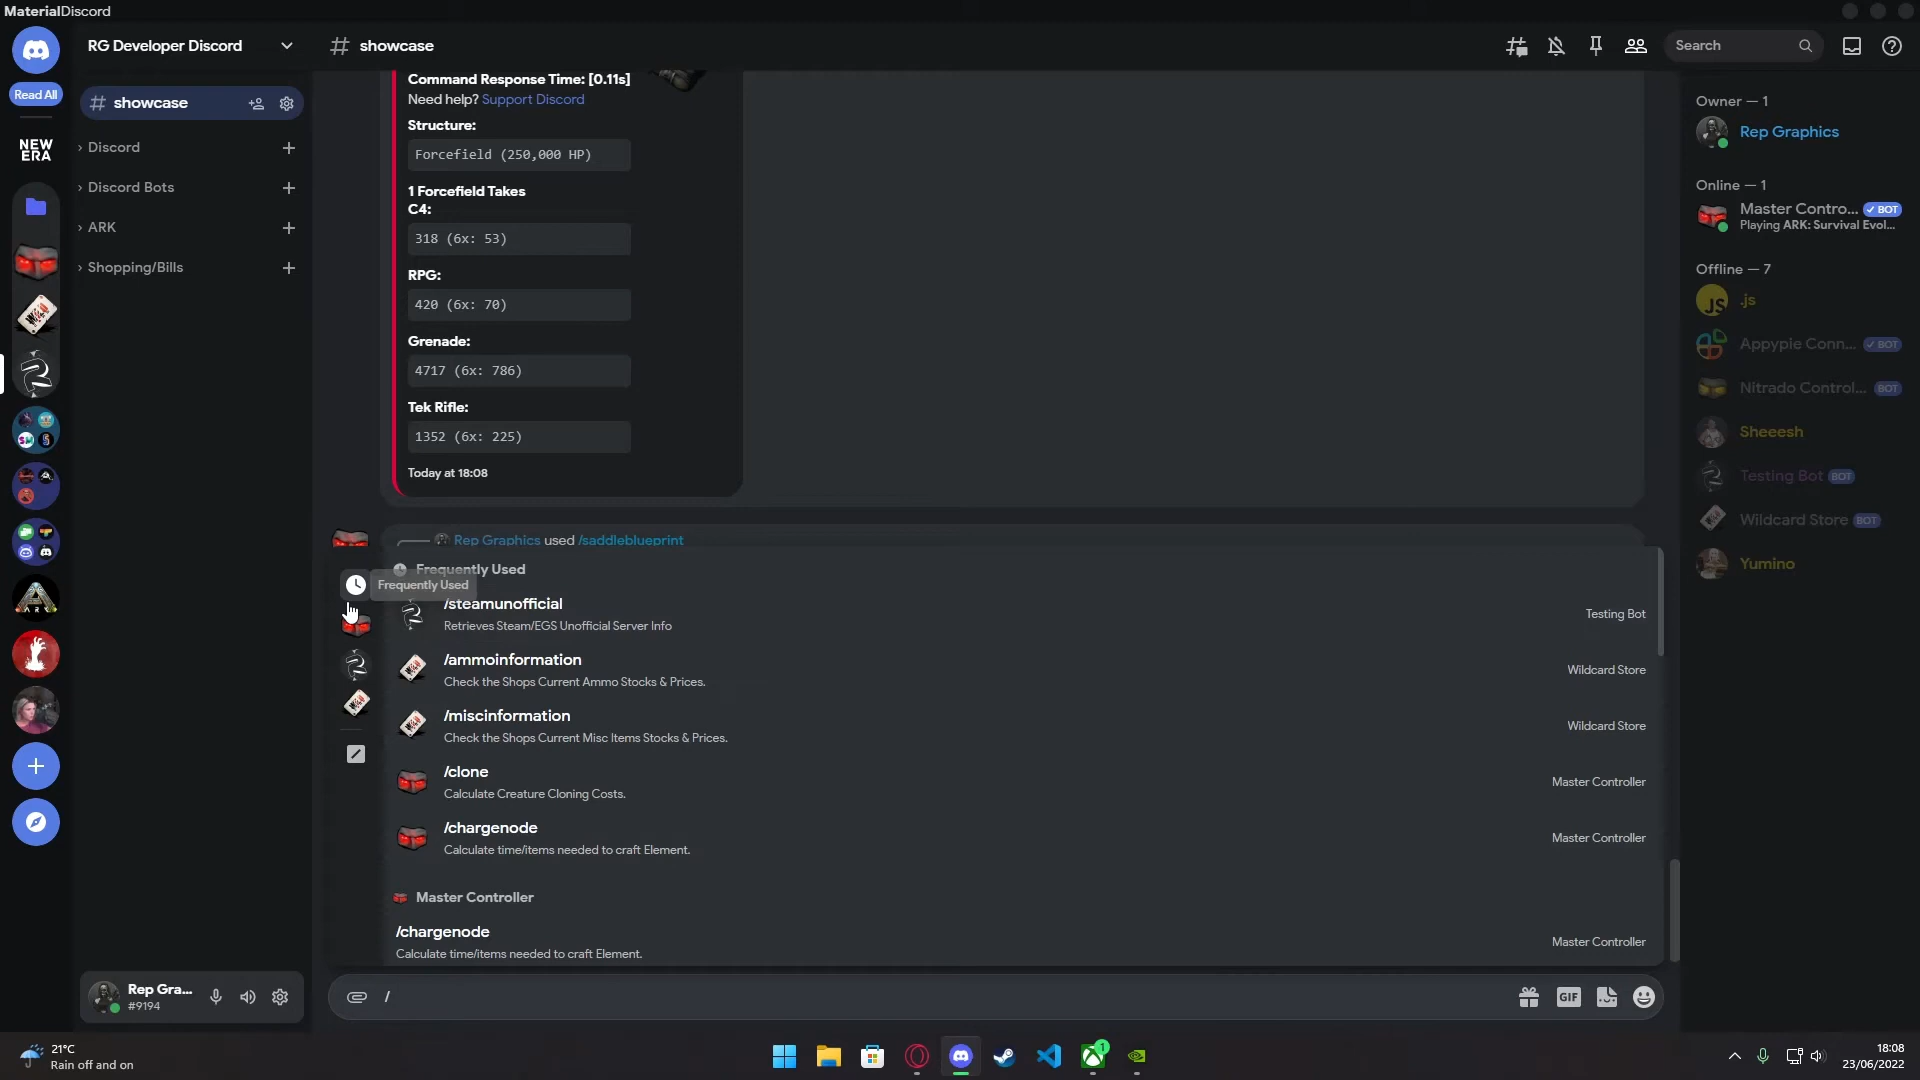 MaterialDiscord
RG Developer Discord
# showcase
Search
Read All
# showcase
NEW
ERA
Discord
Discord Bots
ARK
Shopping/Bills
Command Response Time: [0.11s]
Need help? Support Discord
Structure:
Forcefield (250,000 HP)
1 Forcefield Takes
C4:
318 (6x: 53)
RPG:
420 (6x: 70)
Grenade:
4717 (6x: 786)
Tek Rifle:
1352 (6x: 225)
Today at 18:08
Rep Graphics used /saddleblueprint
Frequently Used
Frequently Used
/steamunofficial
Retrieves Steam/EGS Unofficial Server Info
Testing Bot
/ammoinformation
Check the Shops Current Ammo Stocks & Prices.
Wildcard Store
/miscinformation
Check the Shops Current Misc Items Stocks & Prices.
Wildcard Store
/clone
Calculate Creature Cloning Costs.
Master Controller
/chargenode
Calculate time/items needed to craft Element.
Master Controller
Master Controller
/chargenode
Calculate time/items needed to craft Element.
Master Controller
/
GIF
Owner — 1
Rep Graphics
Online — 1
Master Contro... BOT
Playing ARK: Survival Evol...
Offline — 7
JS .js
Appypie Conn... BOT
Nitrado Control... BOT
Sheeesh
Testing Bot BOT
Wildcard Store BOT
Yumino
ARK
Rep Gra...
#9194
21°C
Rain off and on
1
18:08
23/06/2022